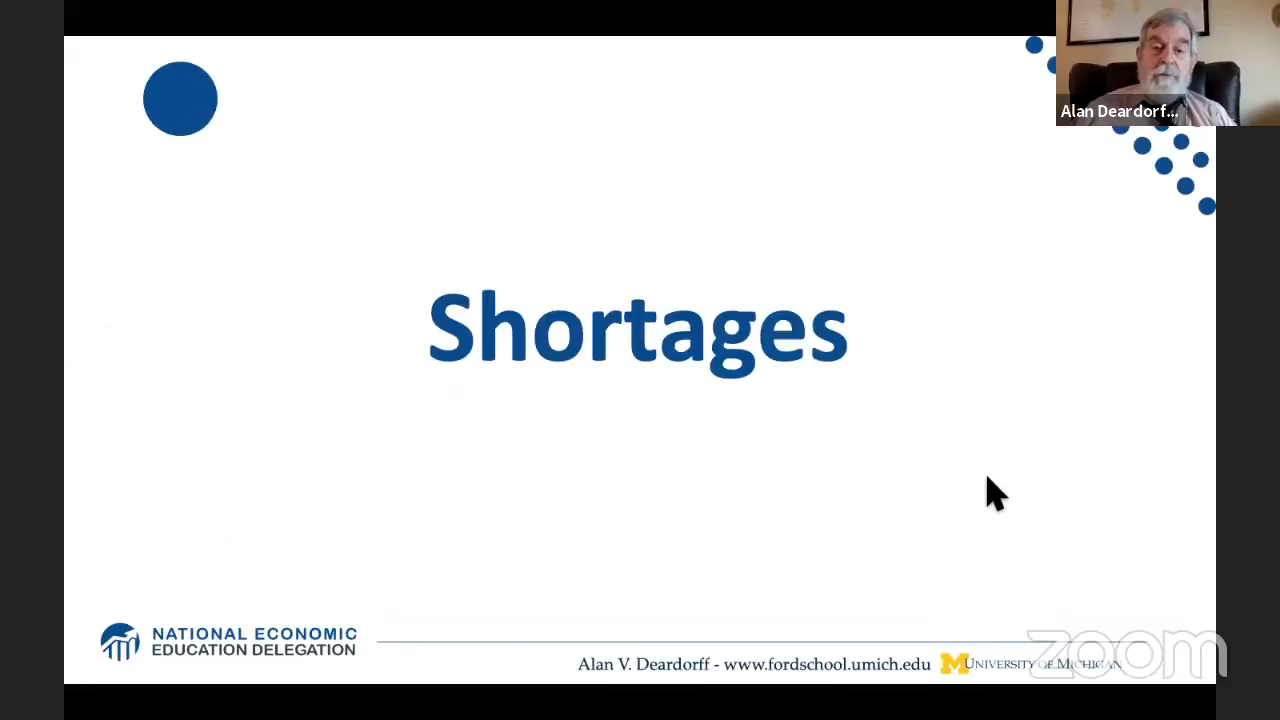 Alan Deardorf...
Shortages
NATIONAL ECONOMIC
EDUCATION DELEGATION
Alan V. Deardorff - www.fordschool.umich.edu
M UNIVERSITY OF MICHIGAN
zoom